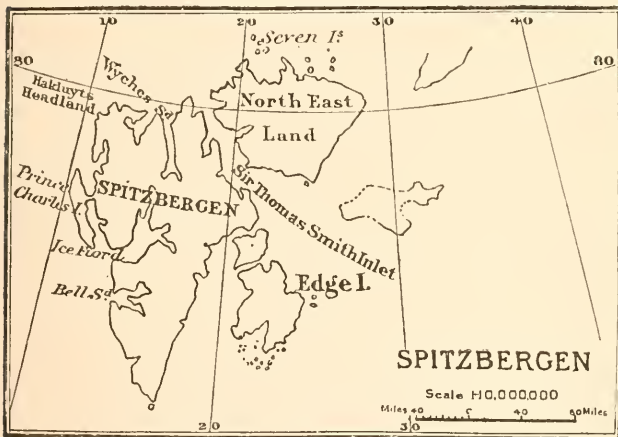 10
20
30
40
Seven Is.
80
80
Wyches Sd.
Hakluyts
Headland
North East
Land
Prince
Charles I.
SPITZBERGEN
Sir Thomas Smith Inlet
Ice Fiord
Bell Sd.
Edge I.
SPITZBERGEN
Scale 1:10,000,000
Miles 40 0 40 80 Miles
20
30